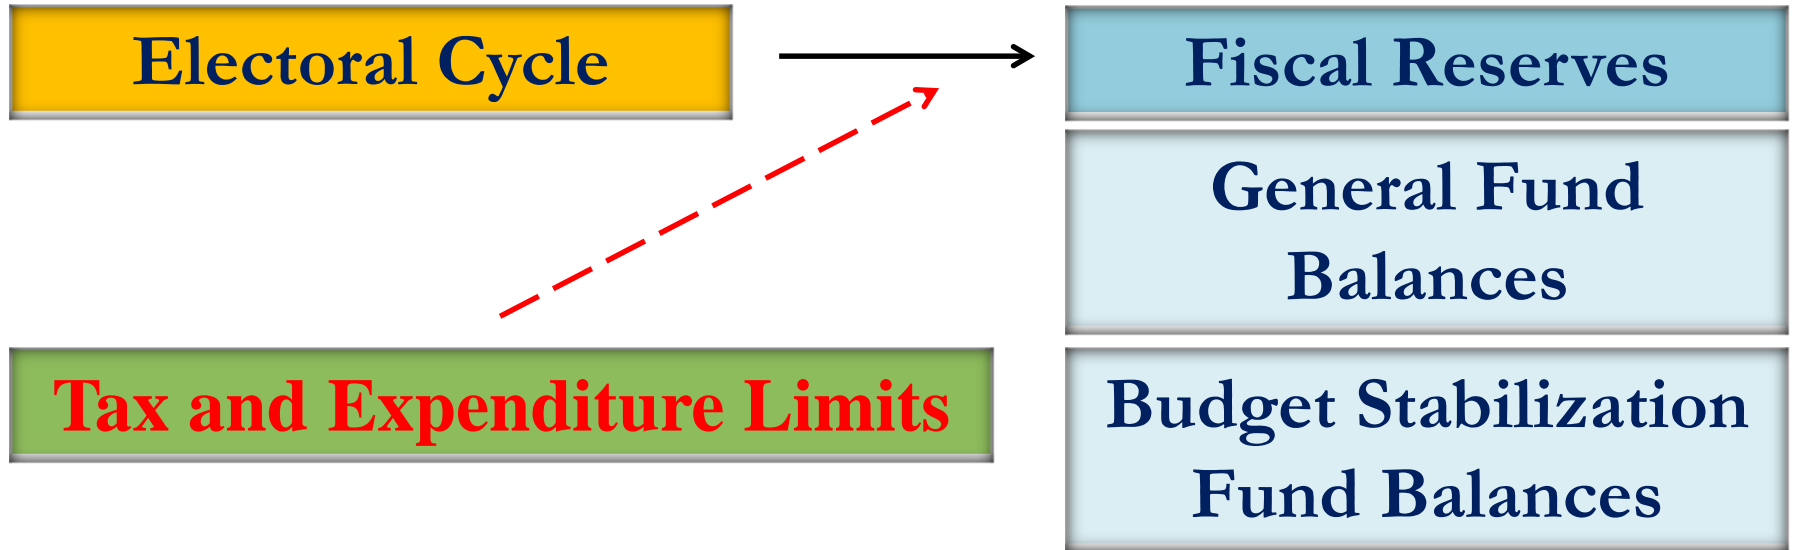 Electoral Cycle
Fiscal Reserves
General Fund
Balances
Tax and Expenditure Limits
Budget Stabilization
Fund Balances